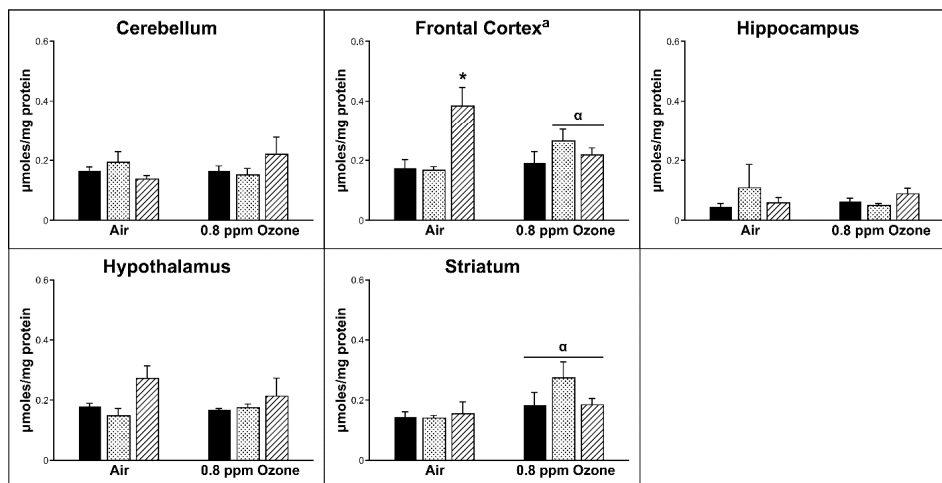 Cerebellum
µmoles/mg protein
0.6
0.4
0.2
0
Air
0.8 ppm Ozone
Frontal Cortexᵃ
µmoles/mg protein
0.6
0.4
0.2
0
*
α
Air
0.8 ppm Ozone
Hippocampus
µmoles/mg protein
0.6
0.4
0.2
0
Air
0.8 ppm Ozone
Hypothalamus
µmoles/mg protein
0.6
0.4
0.2
0
Air
0.8 ppm Ozone
Striatum
µmoles/mg protein
0.6
0.4
0.2
0
α
Air
0.8 ppm Ozone